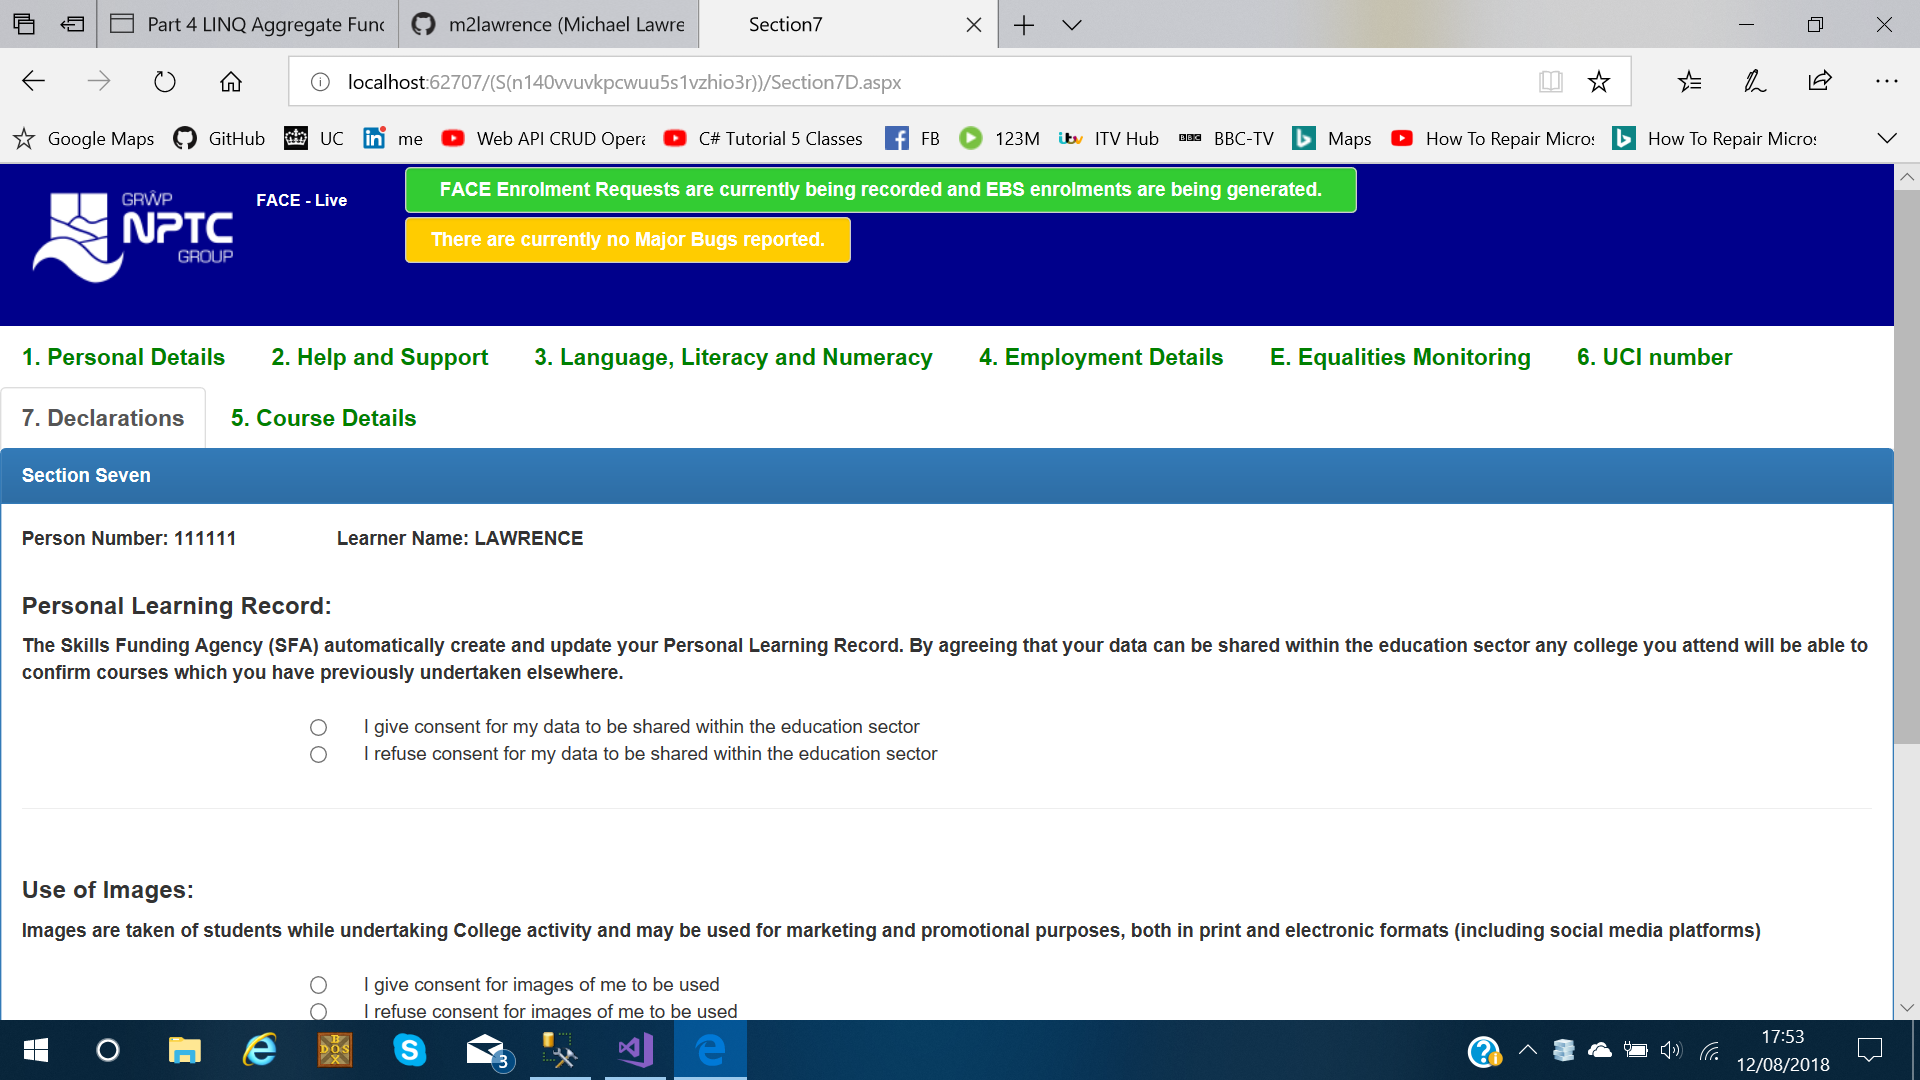 Part 4 LINQ Aggregate Func
m2lawrence (Michael Lawre
Section7
localhost:62707/(S(n140vvuvkpcwuu5s1vzhio3r))/Section7D.aspx
Google Maps GitHub UC me Web API CRUD Opera C# Tutorial 5 Classes FB 123M itv ITV Hub BBC BBC-TV Maps How To Repair Micros How To Repair Micros
GRŴP
NPTC
GROUP
FACE - Live
FACE Enrolment Requests are currently being recorded and EBS enrolments are being generated.
There are currently no Major Bugs reported.
1. Personal Details 2. Help and Support 3. Language, Literacy and Numeracy 4. Employment Details E. Equalities Monitoring 6. UCI number
7. Declarations 5. Course Details
Section Seven
Person Number: 111111 Learner Name: LAWRENCE
Personal Learning Record:
The Skills Funding Agency (SFA) automatically create and update your Personal Learning Record. By agreeing that your data can be shared within the education sector any college you attend will be able to
confirm courses which you have previously undertaken elsewhere.
I give consent for my data to be shared within the education sector
I refuse consent for my data to be shared within the education sector
Use of Images:
Images are taken of students while undertaking College activity and may be used for marketing and promotional purposes, both in print and electronic formats (including social media platforms)
I give consent for images of me to be used
I refuse consent for images of me to be used
BOX
DOS
3
17:53
12/08/2018